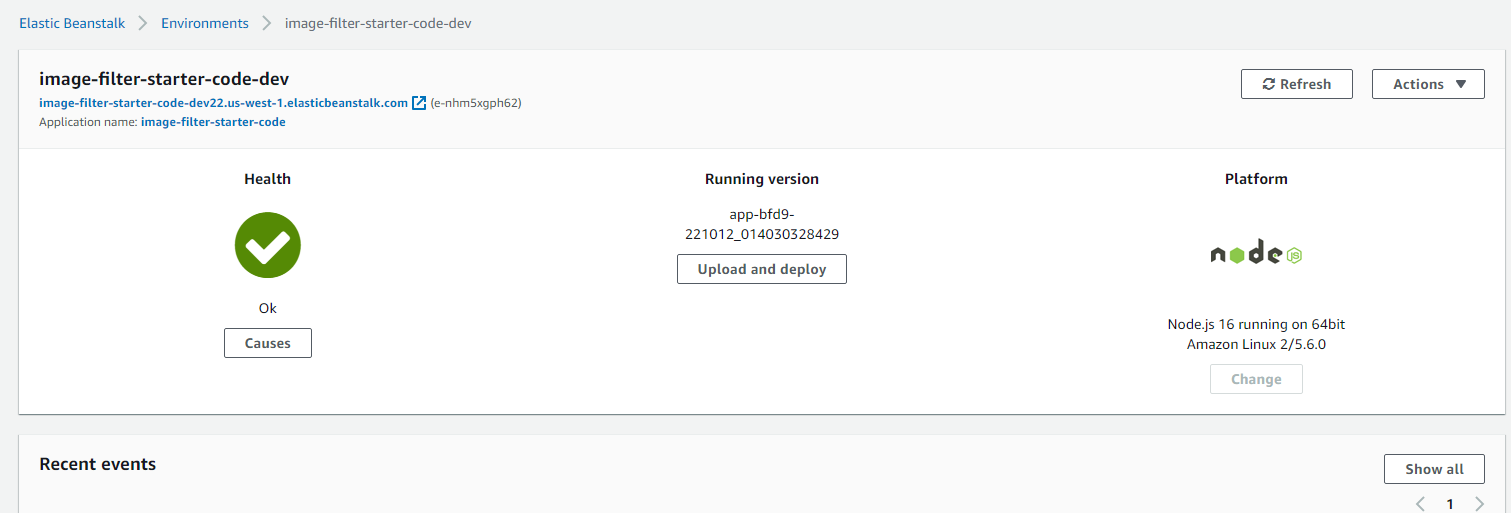 Elastic Beanstalk > Environments > image-filter-starter-code-dev
image-filter-starter-code-dev
Refresh
Actions
image-filter-starter-code-dev22.us-west-1.elasticbeanstalk.com (e-nhm5xgph62)
Application name: image-filter-starter-code
Health
Ok
Causes
Running version
app-bfd9-
221012_014030328429
Upload and deploy
Platform
node JS
Node.js 16 running on 64bit
Amazon Linux 2/5.6.0
Change
Recent events
Show all
< 1 >